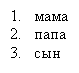 1. мама
2. папа
3. сын